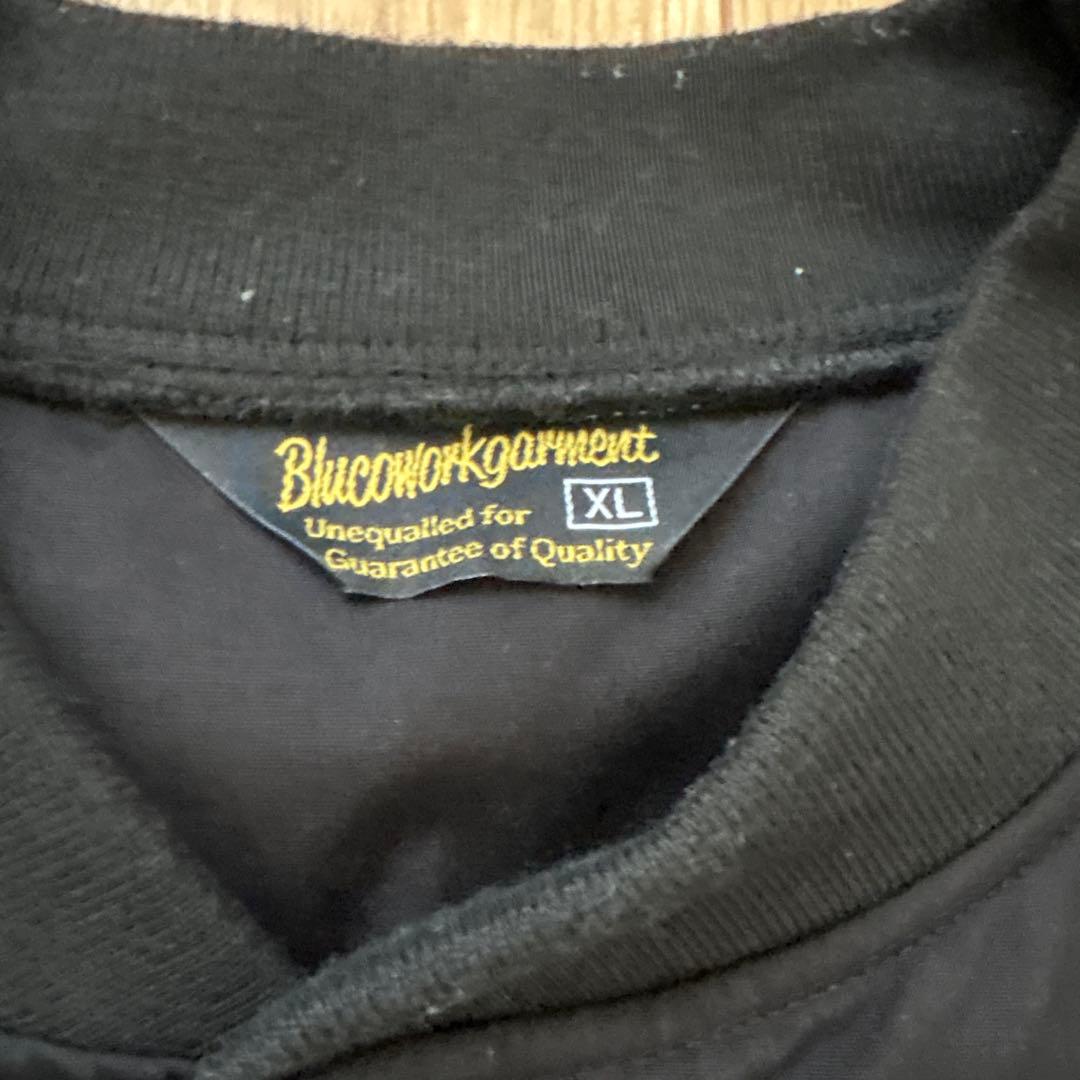 Blucoworkgarment
Unequalled for
XL
Guarantee of Quality